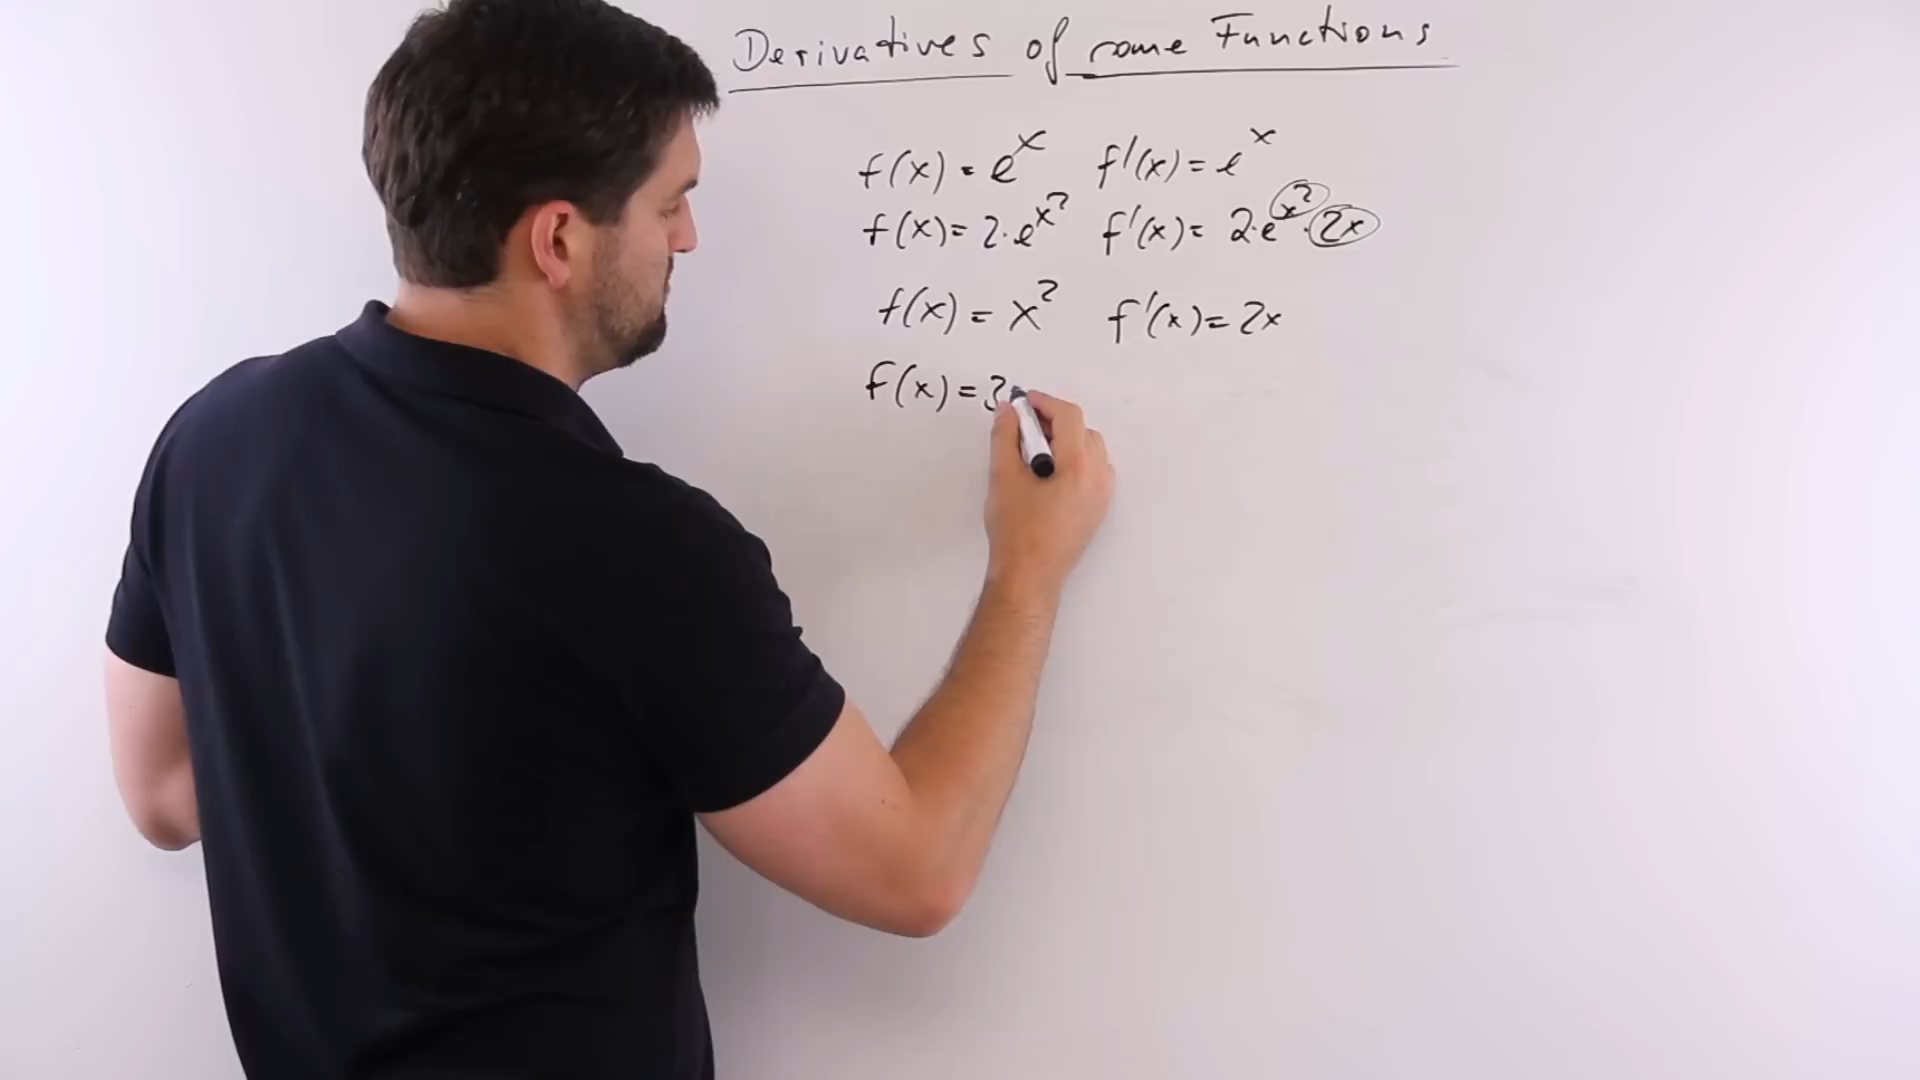 Derivatives of some Functions
f(x) = e^x f'(x) = e^x
f(x) = 2·e^x² f'(x) = 2·e^x²·2x
f(x) = x² f'(x) = 2x
f(x) = 3